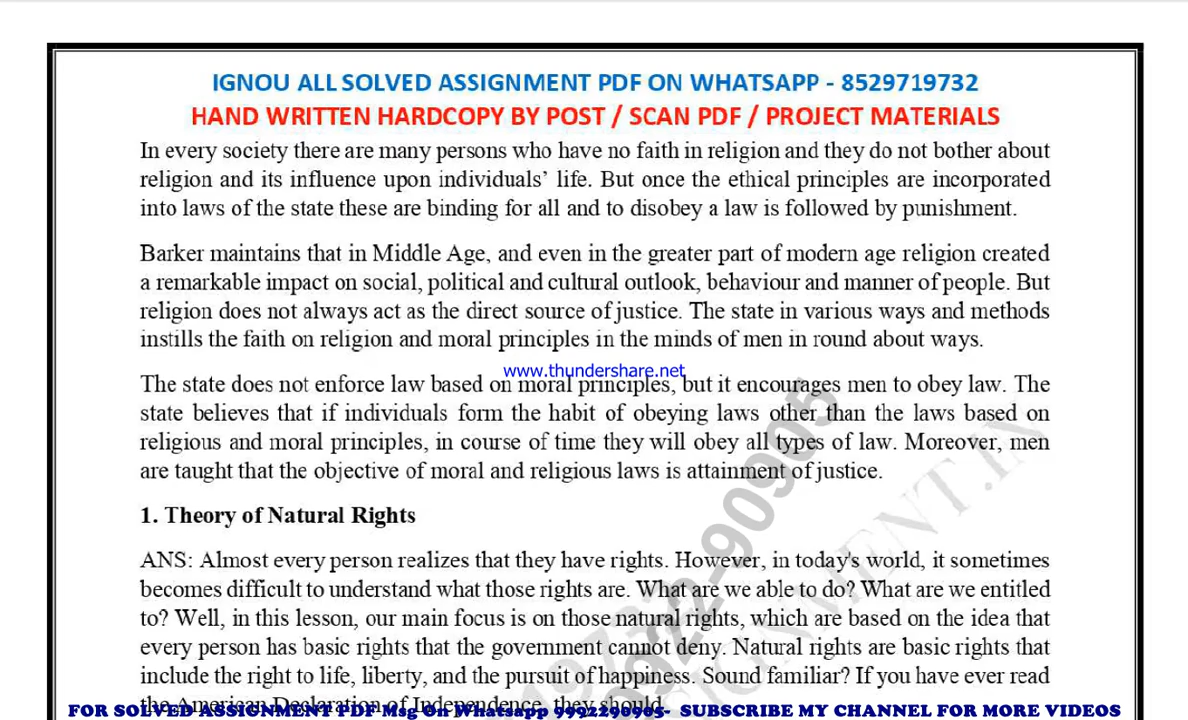 IGNOU ALL SOLVED ASSIGNMENT PDF ON WHATSAPP - 8529719732
HAND WRITTEN HARDCOPY BY POST / SCAN PDF / PROJECT MATERIALS
In every society there are many persons who have no faith in religion and they do not bother about
religion and its influence upon individuals’ life. But once the ethical principles are incorporated
into laws of the state these are binding for all and to disobey a law is followed by punishment.
Barker maintains that in Middle Age, and even in the greater part of modern age religion created
a remarkable impact on social, political and cultural outlook, behaviour and manner of people. But
religion does not always act as the direct source of justice. The state in various ways and methods
instills the faith on religion and moral principles in the minds of men in round about ways.
www.thundershare.net
The state does not enforce law based on moral principles, but it encourages men to obey law. The
state believes that if individuals form the habit of obeying laws other than the laws based on
religious and moral principles, in course of time they will obey all types of law. Moreover, men
are taught that the objective of moral and religious laws is attainment of justice.
1. Theory of Natural Rights
ANS: Almost every person realizes that they have rights. However, in today's world, it sometimes
becomes difficult to understand what those rights are. What are we able to do? What are we entitled
to? Well, in this lesson, our main focus is on those natural rights, which are based on the idea that
every person has basic rights that the government cannot deny. Natural rights are basic rights that
include the right to life, liberty, and the pursuit of happiness. Sound familiar? If you have ever read
the American Declaration of Independence, they should.
FOR SOLVED ASSIGNMENT PDF Msg On Whatsapp 9992290905- SUBSCRIBE MY CHANNEL FOR MORE VIDEOS